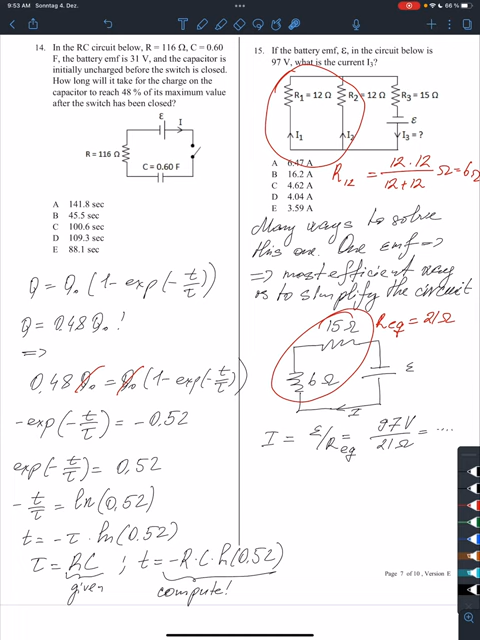 9:53 AM Sonntag 4. Dez.
66 %
14. In the RC circuit below, R = 116 Ω, C = 0.60
F, the battery emf is 31 V, and the capacitor is
initially uncharged before the switch is closed.
How long will it take for the charge on the
capacitor to reach 48 % of its maximum value
after the switch has been closed?
ε
I
R = 116 Ω
C = 0.60 F
A 141.8 sec
B 45.5 sec
C 100.6 sec
D 109.3 sec
E 88.1 sec
Q = Q₀ (1 - exp(-t/τ))
Q = 0.48 Q₀ !
=>
0.48 Q₀ = Q₀ (1 - exp(-t/τ))
-exp(-t/τ) = -0.52
exp(-t/τ) = 0,52
-t/τ = ln(0,52)
t = -τ · ln(0.52)
τ = RC ; t = -R·C·ln(0.52)
given compute!
15. If the battery emf, ε, in the circuit below is
97 V, what is the current I₃?
R₁ = 12 Ω R₂ = 12 Ω R₃ = 15 Ω
ε
I₁ I₂ I₃ = ?
A 6.47 A
B 16.2 A
C 4.62 A
D 4.04 A
E 3.59 A
R₁₂ = 12 · 12 / 12 + 12 Ω = 6 Ω
Many ways to solve
this one. One emf =>
=> most efficient way
is to simplify the circuit
15 Ω Req = 21 Ω
6 Ω ε
I
I = ε/Req = 97V / 21 Ω = ....
Page 7 of 10 , Version E